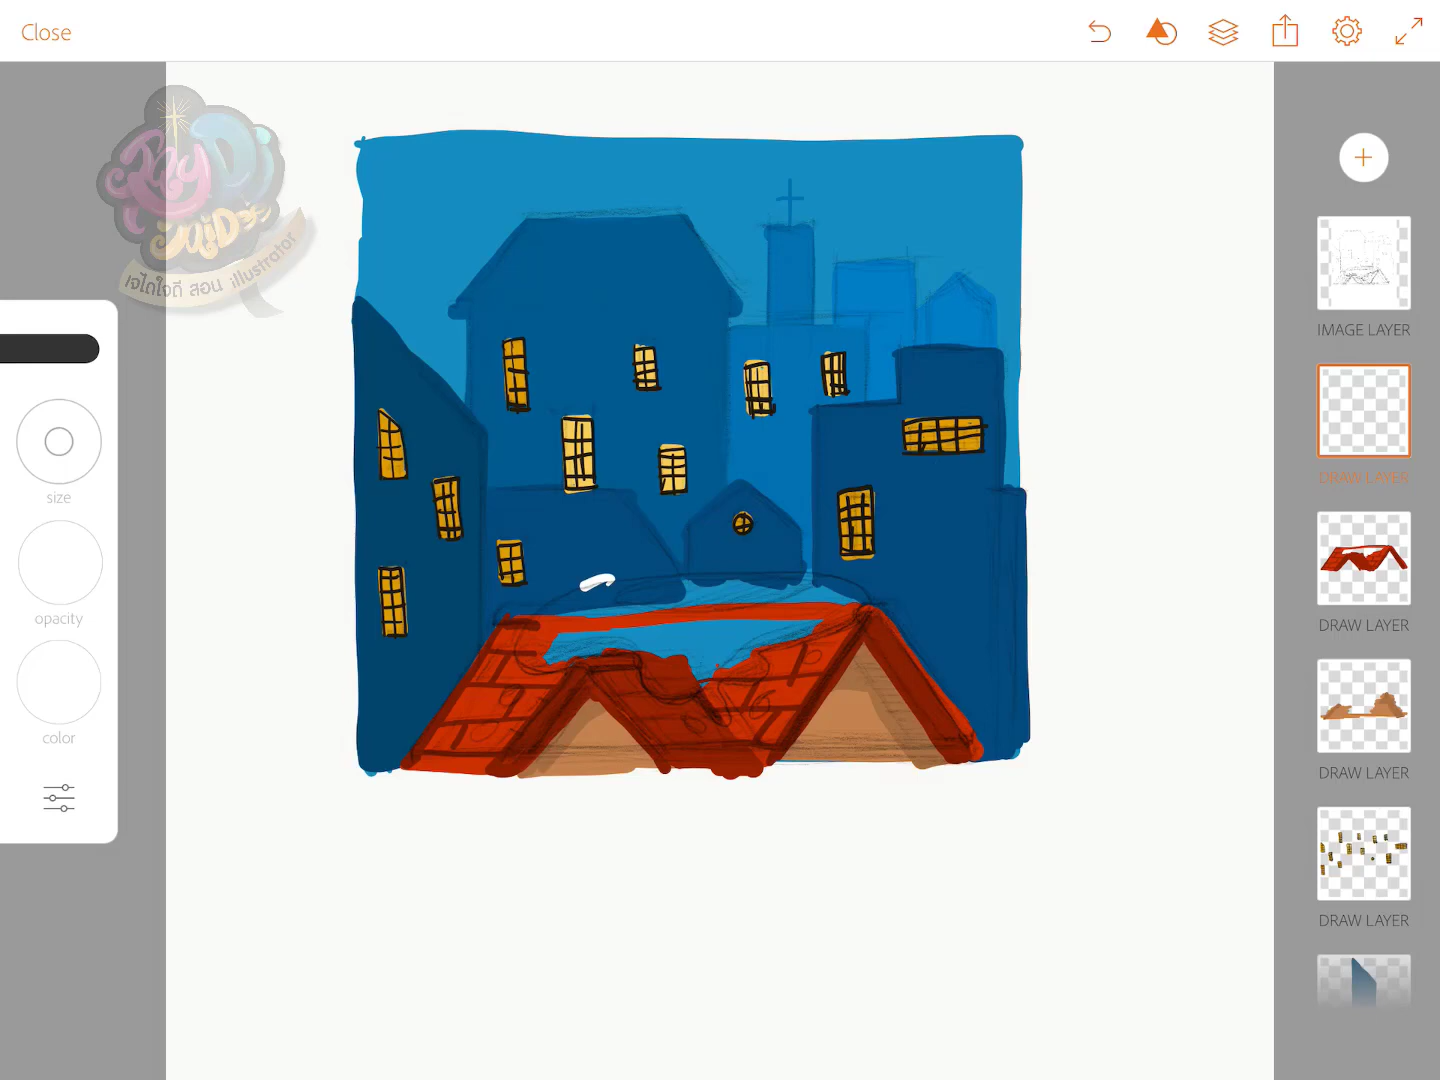 Close
เจไดใจดี สอน illustrator
size
opacity
color
IMAGE LAYER
DRAW LAYER
DRAW LAYER
DRAW LAYER
DRAW LAYER